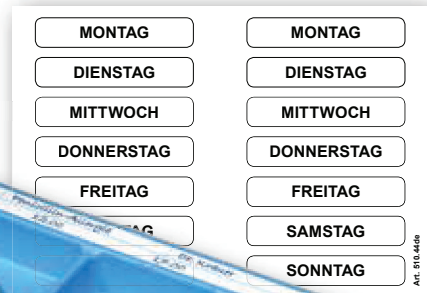 MONTAG MONTAG
DIENSTAG DIENSTAG
MITTWOCH MITTWOCH
DONNERSTAG DONNERSTAG
FREITAG FREITAG
SAMSTAG
SONNTAG
Art. 510.44de